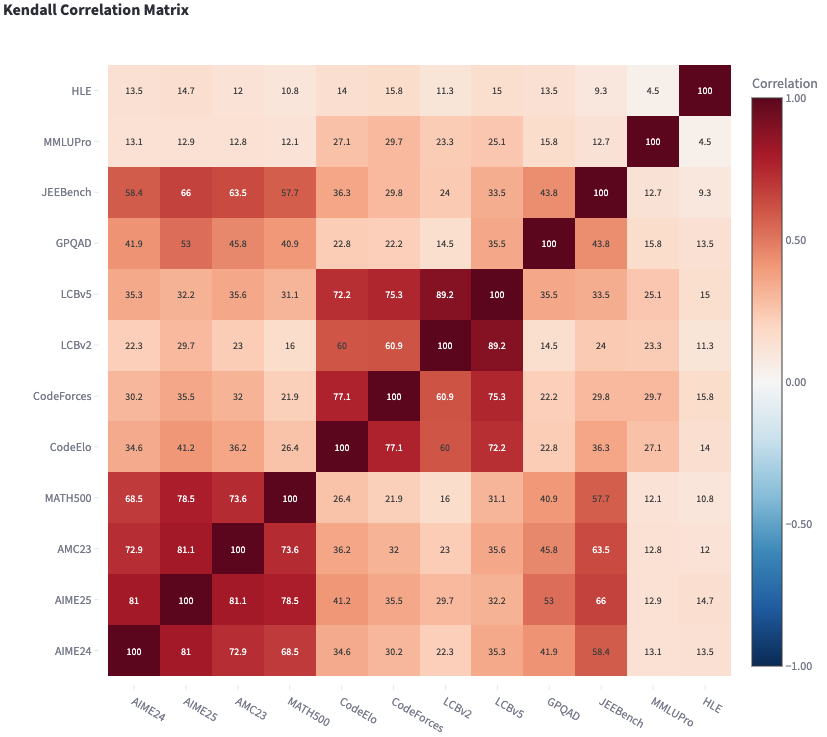 Kendall Correlation Matrix
Correlation
HLE 13.5 14.7 12 10.8 14 15.8 11.3 15 13.5 9.3 4.5 100
MMLUPro 13.1 12.9 12.8 12.1 27.1 29.7 23.3 25.1 15.8 12.7 100 4.5
JEEBench 58.4 66 63.5 57.7 36.3 29.8 24 33.5 43.8 100 12.7 9.3
GPQAD 41.9 53 45.8 40.9 22.8 22.2 14.5 35.5 100 43.8 15.8 13.5
LCBv5 35.3 32.2 35.6 31.1 72.2 75.3 89.2 100 35.5 33.5 25.1 15
LCBv2 22.3 29.7 23 16 60 60.9 100 89.2 14.5 24 23.3 11.3
CodeForces 30.2 35.5 32 21.9 77.1 100 60.9 75.3 22.2 29.8 29.7 15.8
CodeElo 34.6 41.2 36.2 26.4 100 77.1 60 72.2 22.8 36.3 27.1 14
MATH500 68.5 78.5 73.6 100 26.4 21.9 16 31.1 40.9 57.7 12.1 10.8
AMC23 72.9 81.1 100 73.6 36.2 32 23 35.6 45.8 63.5 12.8 12
AIME25 81 100 81.1 78.5 41.2 35.5 29.7 32.2 53 66 12.9 14.7
AIME24 100 81 72.9 68.5 34.6 30.2 22.3 35.3 41.9 58.4 13.1 13.5
AIME24 AIME25 AMC23 MATH500 CodeElo CodeForces LCBv2 LCBv5 GPQAD JEEBench MMLUPro HLE
1.00
0.50
0.00
−0.50
−1.00